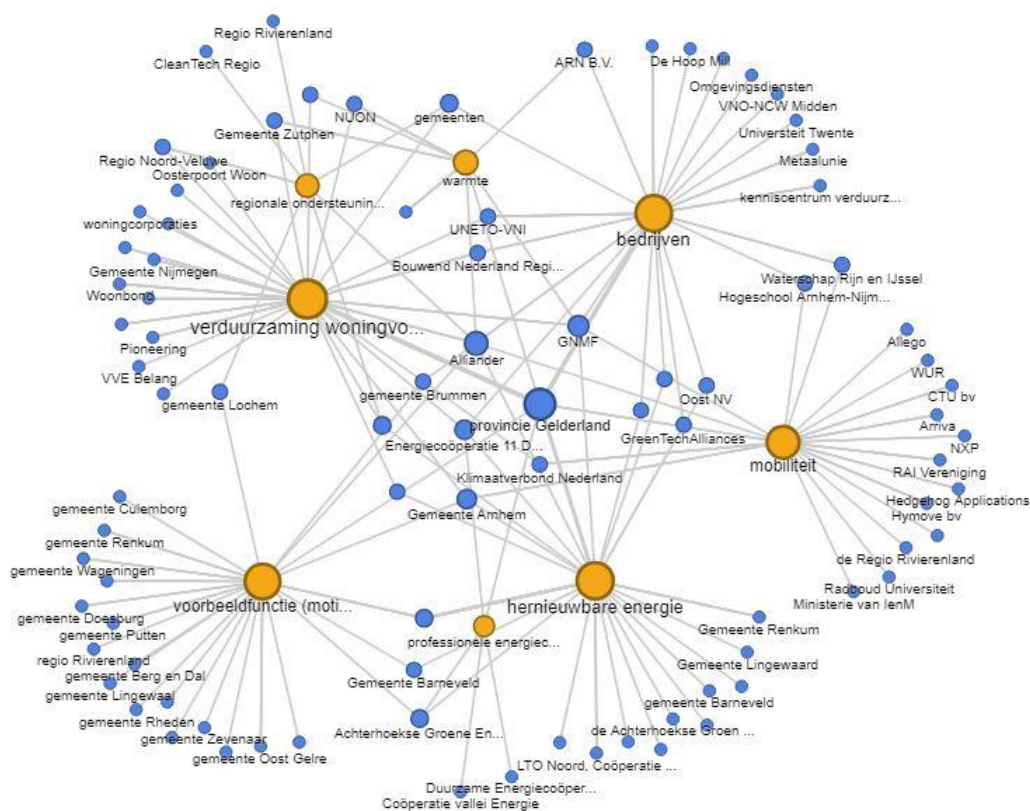 Regio Rivierenland
CleanTech Regio
ARN B.V.
De Hoop Mill
Omgevingsdiensten
VNO-NCW Midden
NUON
gemeenten
Gemeente Zutphen
Universteit Twente
Metaalunie
Regio Noord-Veluwe
Oosterpoort Woon
warmte
regionale ondersteunin...
kenniscentrum verduurz...
woningcorporaties
UNETO-VNI
bedrijven
Bouwend Nederland Regi...
Gemeente Nijmegen
Waterschap Rijn en IJssel
Woonbond
Hogeschool Arnhem-Nijm...
verduurzaming woningvo...
Pioneering
Alliander
GNMF
Allego
VVE Belang
WUR
gemeente Brummen
Oost NV
CTU bv
gemeente Lochem
provincie Gelderland
Arriva
Energiecoöperatie 11 D...
GreenTechAlliances
NXP
mobiliteit
RAI Vereniging
Klimaatverbond Nederland
Hedgehog Applications
gemeente Culemborg
Gemeente Arnhem
Hymove bv
gemeente Renkum
de Regio Rivierenland
gemeente Wageningen
Radboud Universiteit
voorbeeldfunctie (moti...
hernieuwbare energie
Ministerie van IenM
gemeente Doesburg
gemeente Putten
Gemeente Renkum
professionele energiec...
regio Rivierenland
Gemeente Lingewaard
gemeente Berg en Dal
Gemeente Barneveld
gemeente Lingewaal
gemeente Barneveld
gemeente Rheden
Achterhoekse Groene En...
de Achterhoekse Groen ...
gemeente Zevenaar
gemeente Oost Gelre
LTO Noord, Coöperatie ...
Duurzame Energiecoöper...
Coöperatie vallei Energie